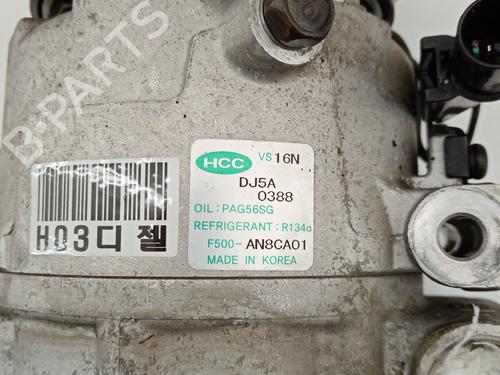 B-PARTS
HCC VS16N
DJ5A
0388
OIL: PAG56SG
REFRIGERANT: R134a
F500- AN8CA01
MADE IN KOREA
H03디젤